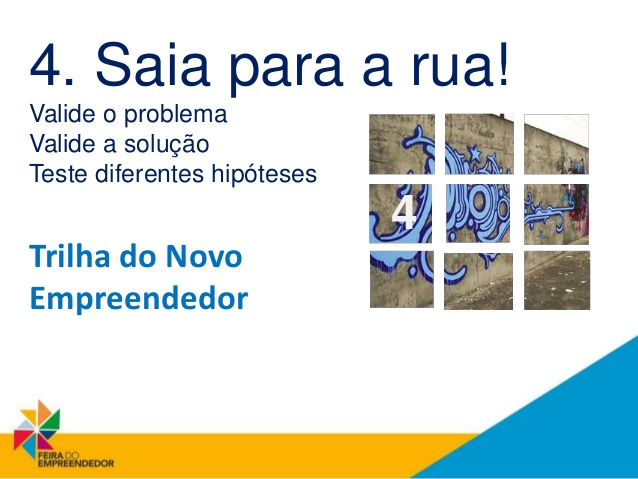 4. Saia para a rua!
Valide o problema
Valide a solução
Teste diferentes hipóteses
4
Trilha do Novo
Empreendedor
FEIRA DO
EMPREENDEDOR